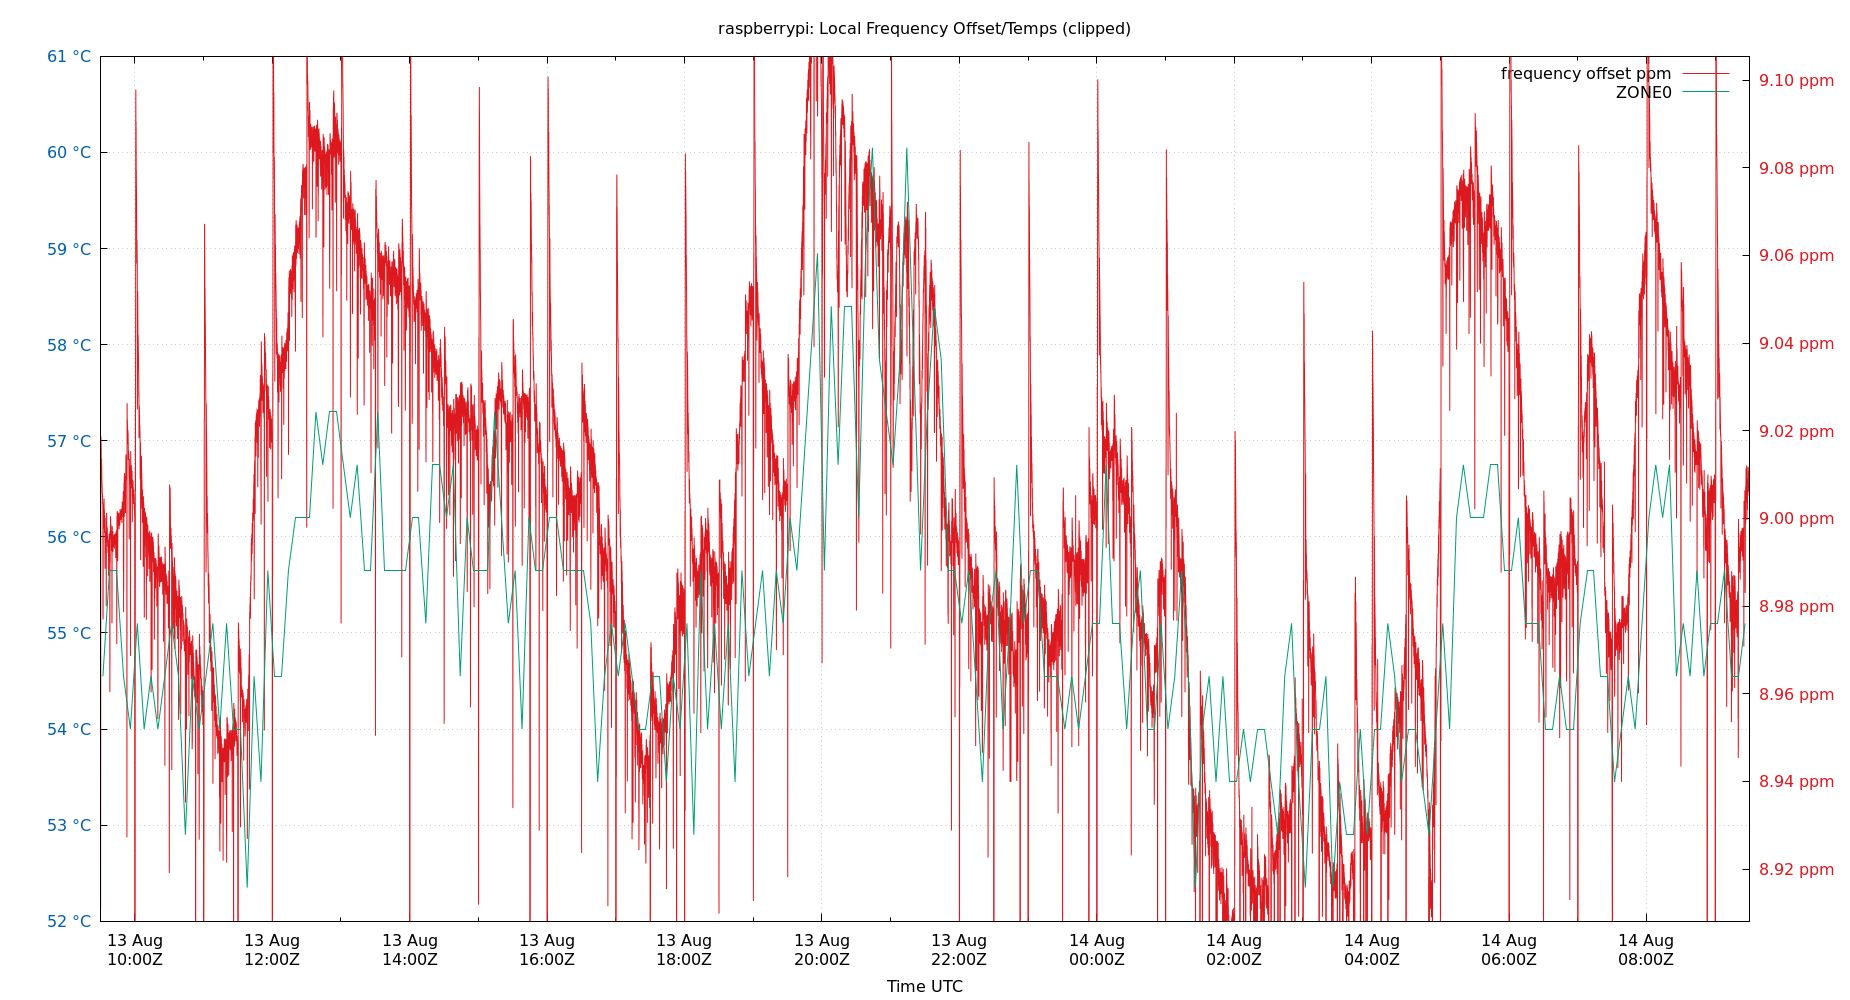 raspberrypi: Local Frequency Offset/Temps (clipped)
61 °C
60 °C
59 °C
58 °C
57 °C
56 °C
55 °C
54 °C
53 °C
52 °C
frequency offset ppm
ZONE0
9.10 ppm
9.08 ppm
9.06 ppm
9.04 ppm
9.02 ppm
9.00 ppm
8.98 ppm
8.96 ppm
8.94 ppm
8.92 ppm
13 Aug
10:00Z
13 Aug
12:00Z
13 Aug
14:00Z
13 Aug
16:00Z
13 Aug
18:00Z
13 Aug
20:00Z
13 Aug
22:00Z
14 Aug
00:00Z
14 Aug
02:00Z
14 Aug
04:00Z
14 Aug
06:00Z
14 Aug
08:00Z
Time UTC